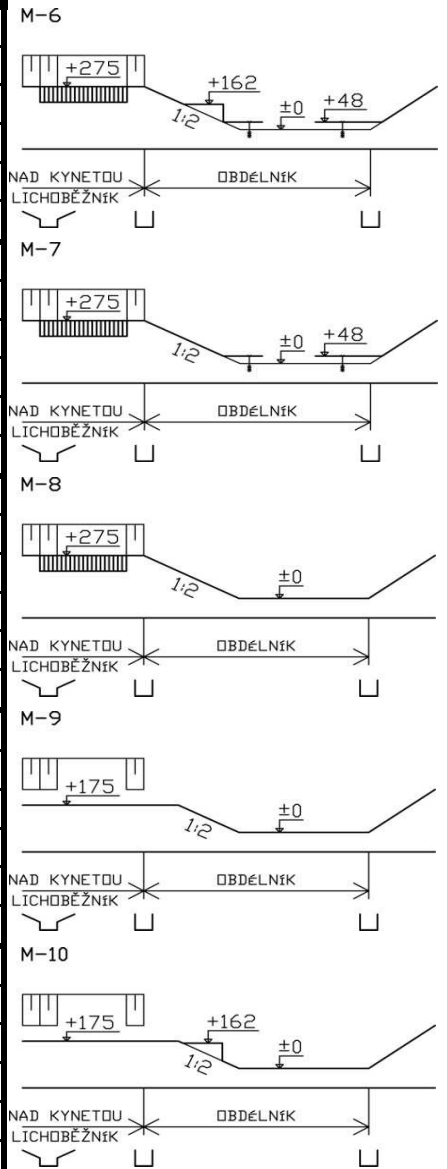 M-6
+275
+162
±0
+48
1:2
NAD KYNETOU
OBDéLNíK
LICHOBĚŽNíK
M-7
+275
±0
+48
1:2
NAD KYNETOU
OBDéLNíK
LICHOBĚŽNíK
M-8
+275
±0
1:2
NAD KYNETOU
OBDéLNíK
LICHOBĚŽNíK
M-9
+175
±0
1:2
NAD KYNETOU
OBDéLNíK
LICHOBĚŽNíK
M-10
+175
+162
±0
1:2
NAD KYNETOU
OBDéLNíK
LICHOBĚŽNíK